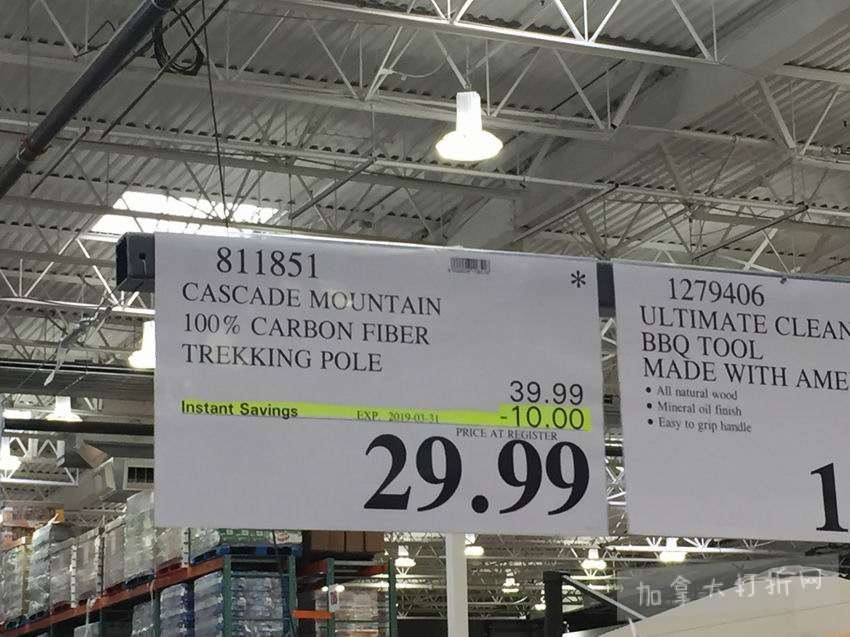 811851
*
CASCADE MOUNTAIN
100% CARBON FIBER
TREKKING POLE
39.99
Instant Savings EXP. 2019-03-31 -10.00
PRICE AT REGISTER
29.99
1279406
ULTIMATE CLEAN
BBQ TOOL
MADE WITH AME
• All natural wood
• Mineral oil finish
• Easy to grip handle
1
加拿大打折网